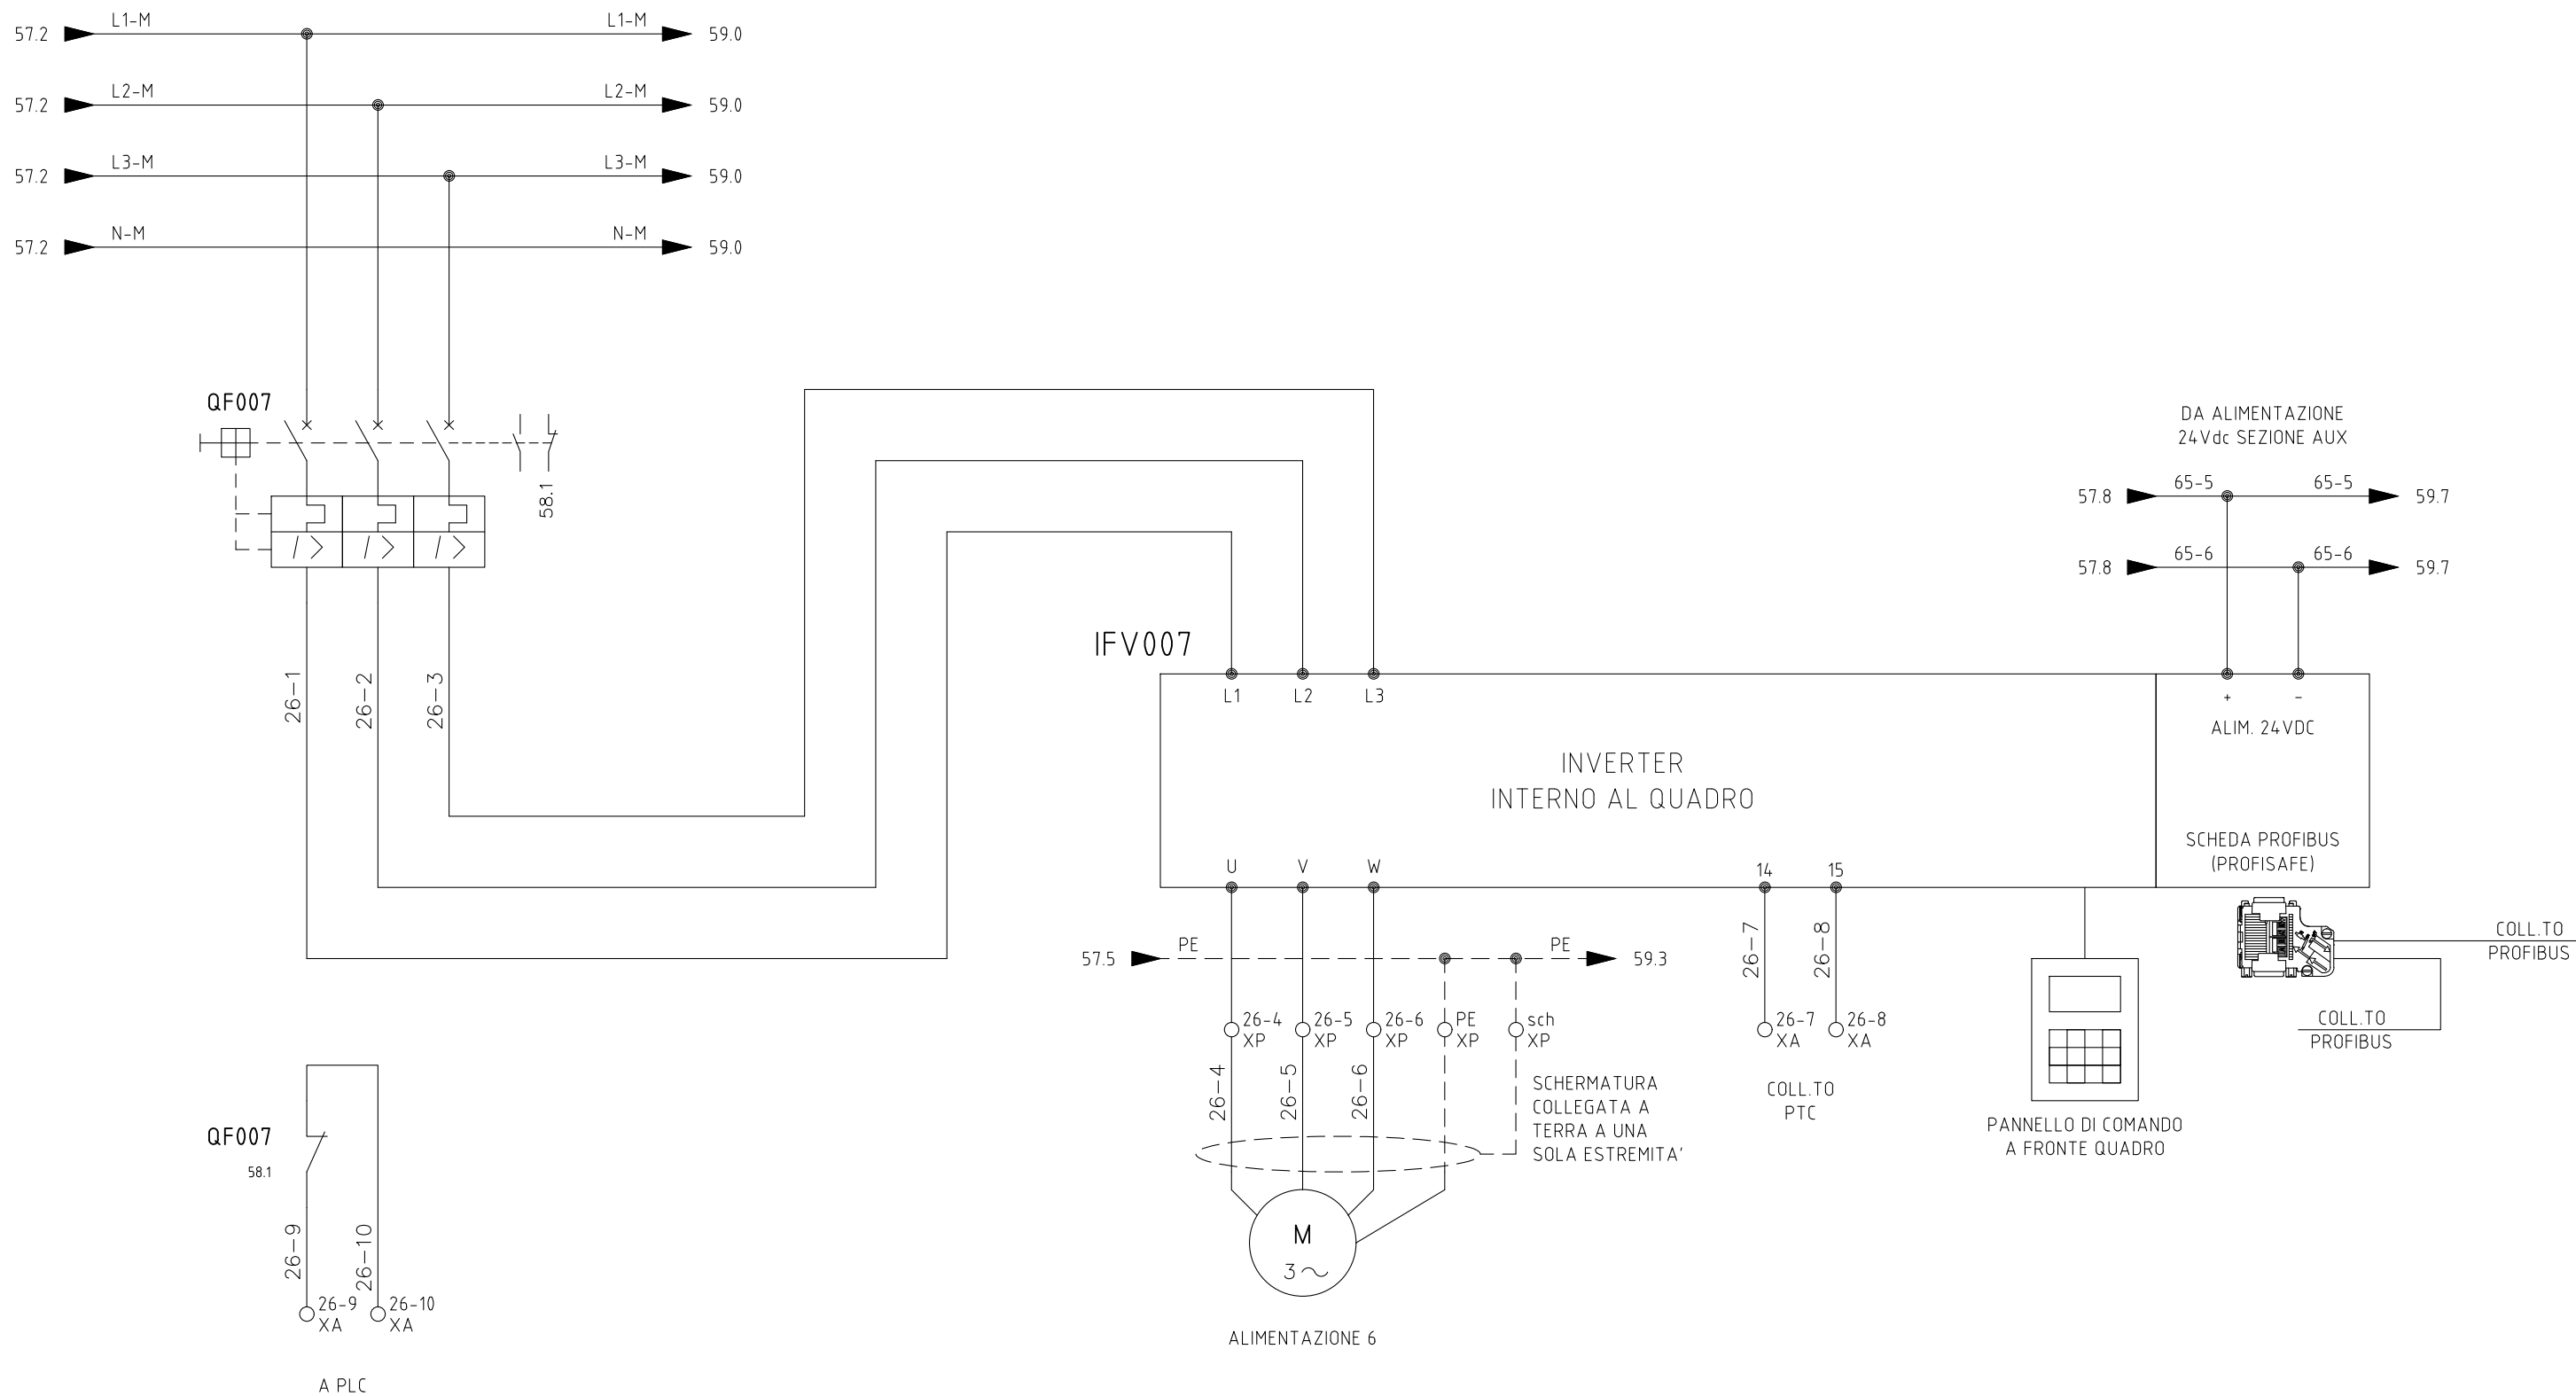 57.2 L1-M L1-M 59.0
57.2 L2-M L2-M 59.0
57.2 L3-M L3-M 59.0
57.2 N-M N-M 59.0
QF007
58.1
26-1
26-2
26-3
DA ALIMENTAZIONE
24Vdc SEZIONE AUX
57.8 65-5 65-5 59.7
57.8 65-6 65-6 59.7
IFV007
L1 L2 L3
+ -
ALIM. 24VDC
INVERTER
INTERNO AL QUADRO
SCHEDA PROFIBUS
(PROFISAFE)
U V W 14 15
57.5 PE PE 59.3
26-7
26-8
COLL.TO
PROFIBUS
COLL.TO
PROFIBUS
26-4
XP
26-5
XP
26-6
XP
PE
XP
sch
XP
26-7
XA
26-8
XA
26-4
26-5
26-6
SCHERMATURA
COLLEGATA A
TERRA A UNA
SOLA ESTREMITA'
COLL.TO
PTC
PANNELLO DI COMANDO
A FRONTE QUADRO
M
3~
ALIMENTAZIONE 6
QF007
58.1
26-9
26-10
26-9
XA
26-10
XA
A PLC